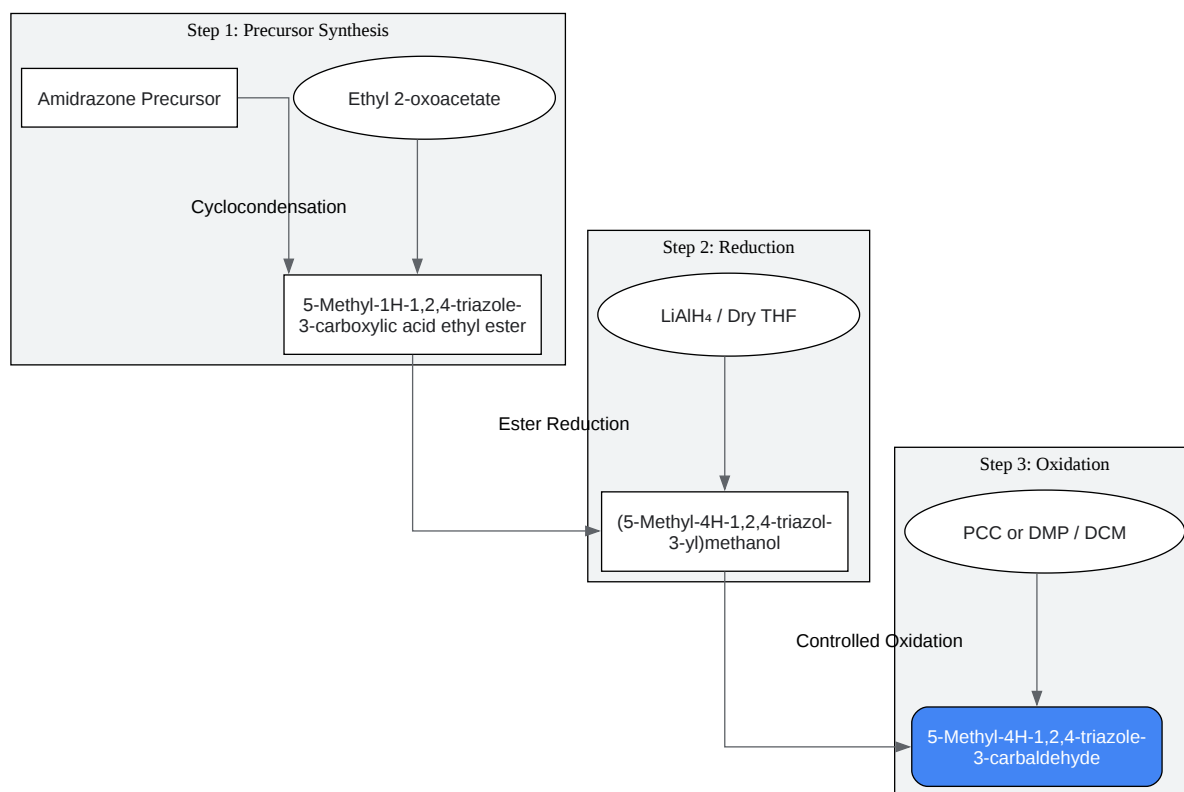 Step 1: Precursor Synthesis
Amidrazone Precursor
Ethyl 2-oxoacetate
Cyclocondensation
5-Methyl-1H-1,2,4-triazole-
3-carboxylic acid ethyl ester
Step 2: Reduction
LiAlH₄ / Dry THF
Ester Reduction
(5-Methyl-4H-1,2,4-triazol-
3-yl)methanol
Step 3: Oxidation
PCC or DMP / DCM
Controlled Oxidation
5-Methyl-4H-1,2,4-triazole-
3-carbaldehyde